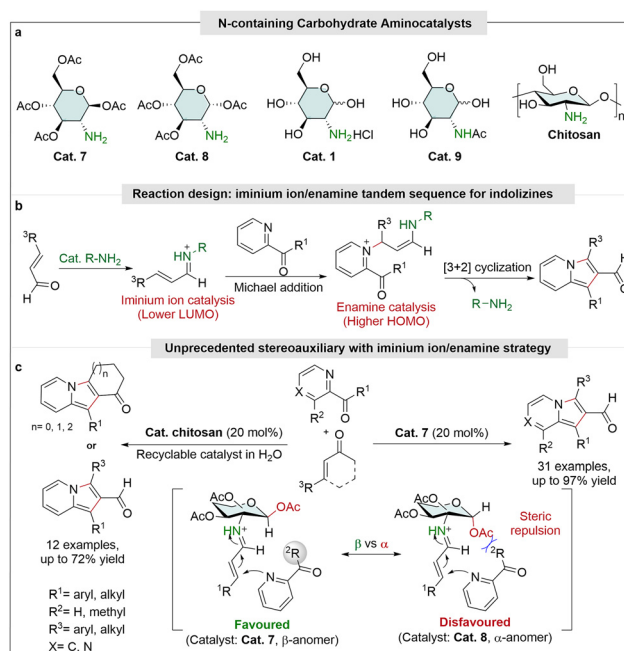 N-containing Carbohydrate Aminocatalysts
a
OAc
AcO
O
OAc
AcO
NH2
Cat. 7
OAc
AcO
O
OAc
AcO
NH2
Cat. 8
OH
HO
O
OH
HO
NH2HCl
Cat. 1
OH
HO
O
OH
HO
NHAc
Cat. 9
HO
O
O
HO
NH2
n
Chitosan
Reaction design: iminium ion/enamine tandem sequence for indolizines
b
3R
O
H
Cat. R-NH2
HN+ R
3R
H
Iminium ion catalysis
(Lower LUMO)
N
R1
O
Michael addition
R3
HN R
N+
H
R1
O
Enamine catalysis
(Higher HOMO)
[3+2] cyclization
R–NH2
R3
N
H
O
R1
Unprecedented stereoauxiliary with iminium ion/enamine strategy
c
n
N
O
R1
n= 0, 1, 2
or
R3
N
H
O
R1
12 examples,
up to 72% yield
Cat. chitosan (20 mol%)
Recyclable catalyst in H2O
N
X
R1
R2
O
+
O
3R
Cat. 7 (20 mol%)
R3
N
X
H
O
R2
R1
31 examples,
up to 97% yield
AcO
O
OAc
AcO
H
HN+
H
2R
1R
N
O
Favoured
(Catalyst: Cat. 7, β-anomer)
β vs α
AcO
O
H
AcO
OAc
Steric
repulsion
HN+
H
2R
1R
N
O
Disfavoured
(Catalyst: Cat. 8, α-anomer)
R1= aryl, alkyl
R2= H, methyl
R3= aryl, alkyl
X= C, N